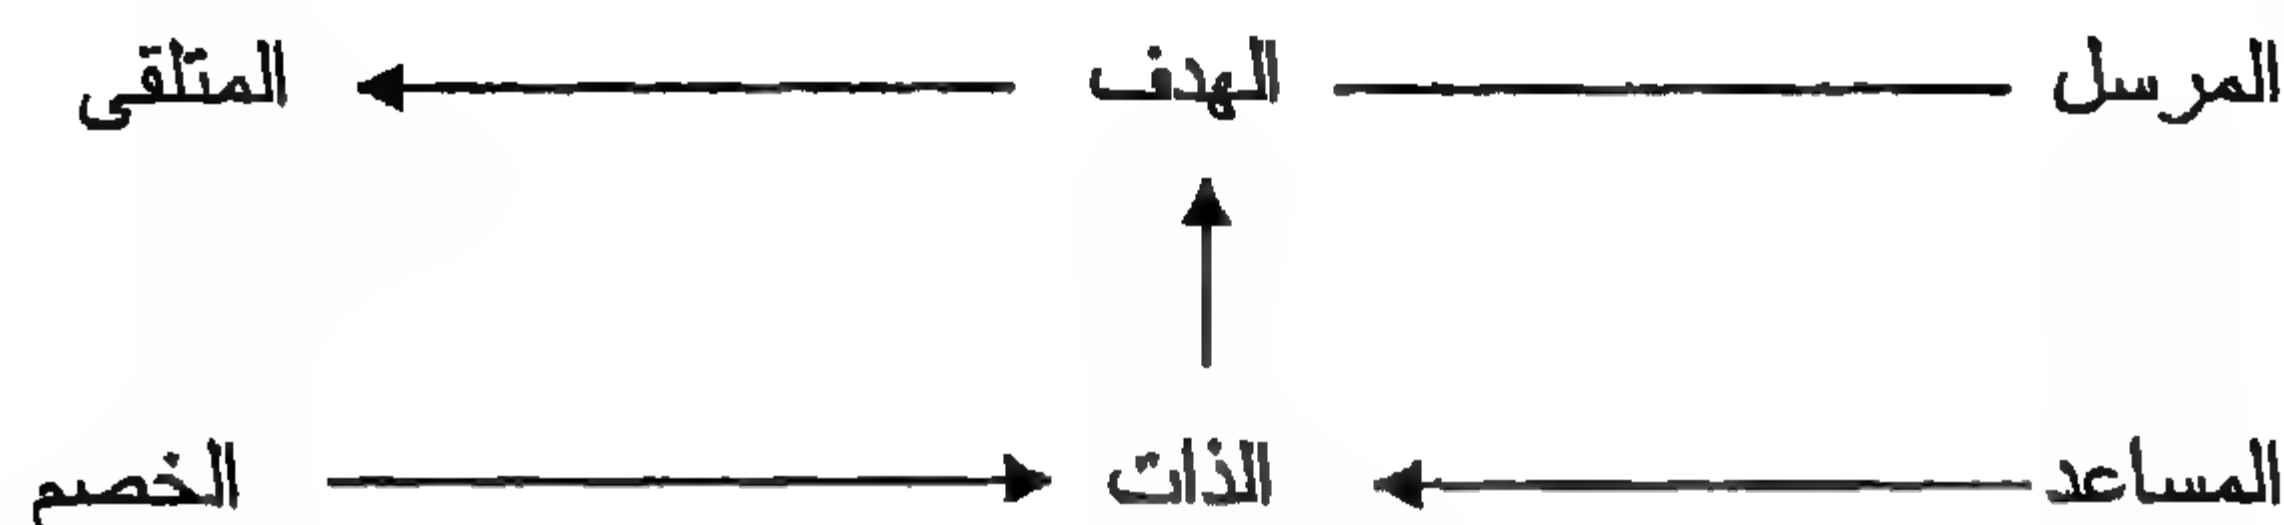 المرسل الهدف المتلقى
المساعد الذات الخصم